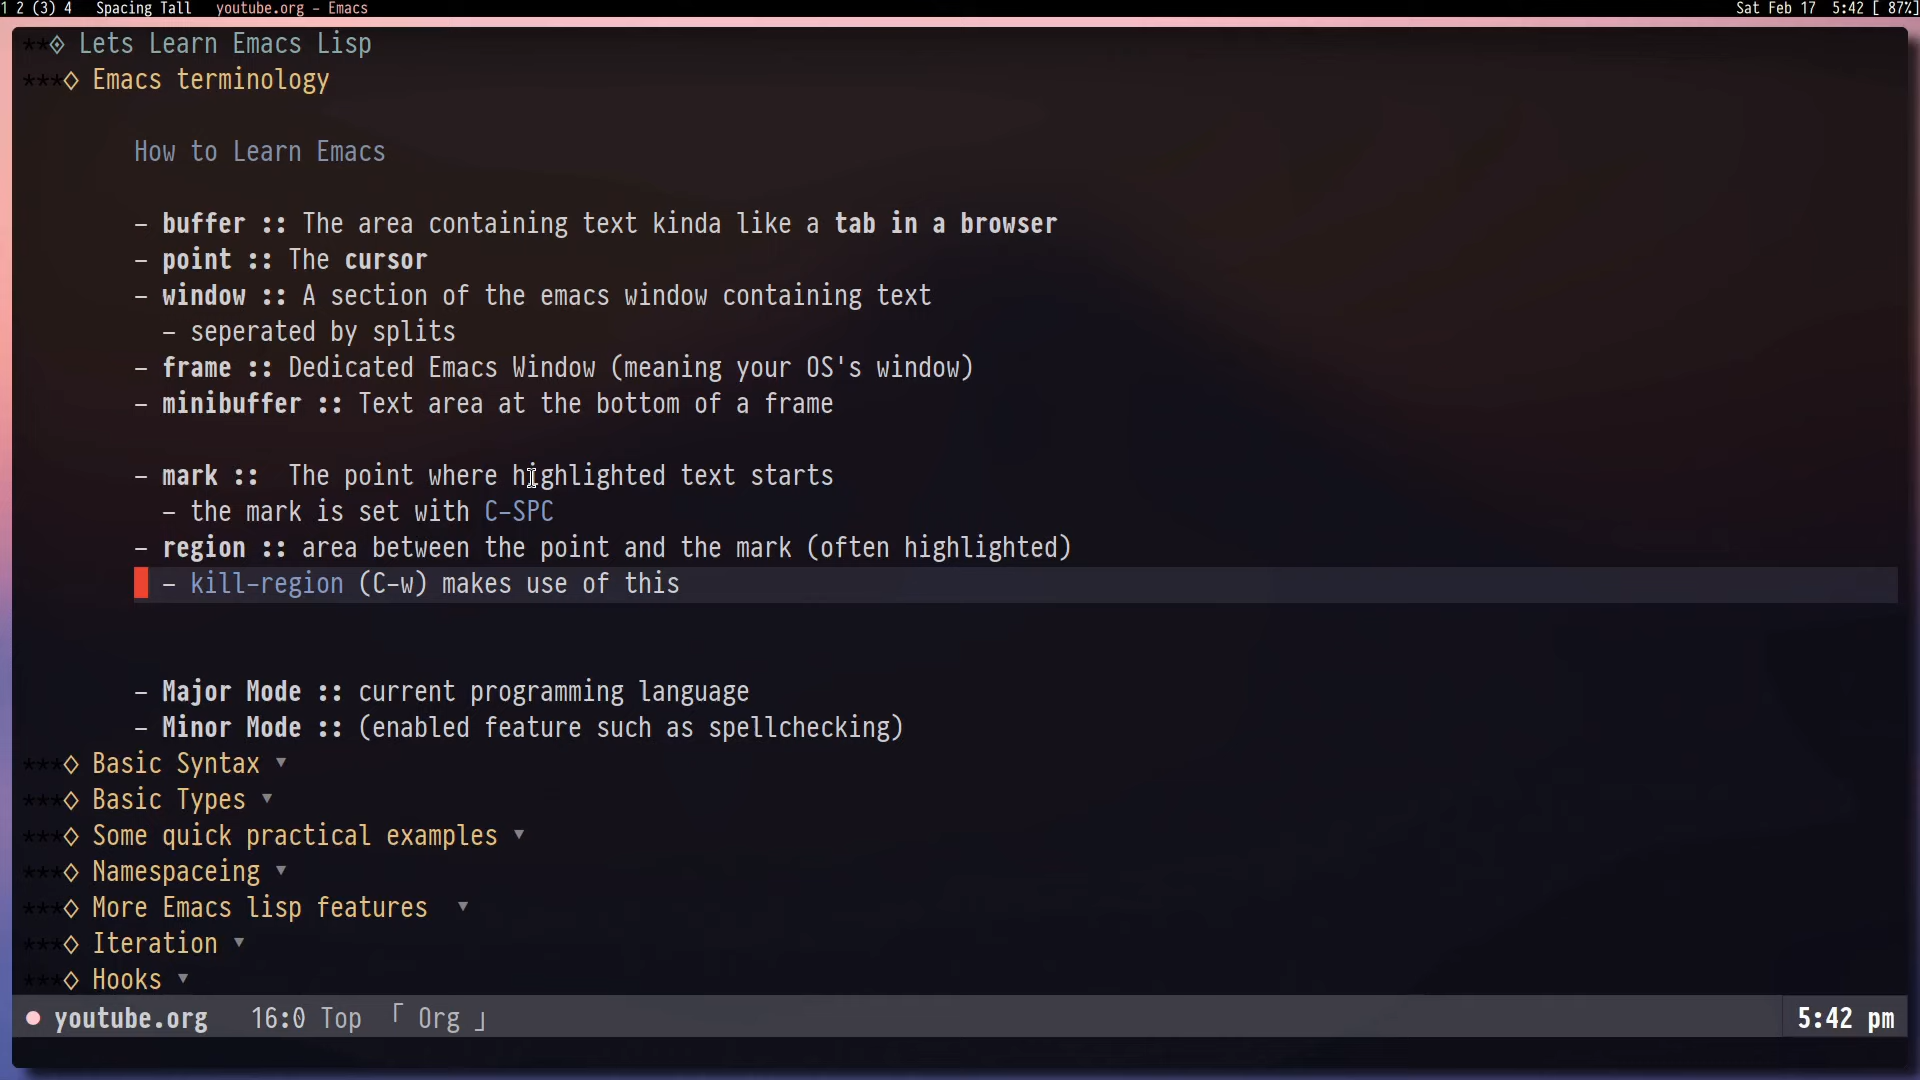 1 2 (3) 4 Spacing Tall youtube.org - Emacs Sat Feb 17 5:42 [ 87%]
**◈ Lets Learn Emacs Lisp
***◇ Emacs terminology
How to Learn Emacs
- buffer :: The area containing text kinda like a tab in a browser
- point :: The cursor
- window :: A section of the emacs window containing text
- seperated by splits
- frame :: Dedicated Emacs Window (meaning your OS's window)
- minibuffer :: Text area at the bottom of a frame
- mark :: The point where highlighted text starts
- the mark is set with C-SPC
- region :: area between the point and the mark (often highlighted)
- kill-region (C-w) makes use of this
- Major Mode :: current programming language
- Minor Mode :: (enabled feature such as spellchecking)
***◇ Basic Syntax ▾
***◇ Basic Types ▾
***◇ Some quick practical examples ▾
***◇ Namespaceing ▾
***◇ More Emacs lisp features ▾
***◇ Iteration ▾
***◇ Hooks ▾
● youtube.org 16:0 Top 「 Org 」 5:42 pm